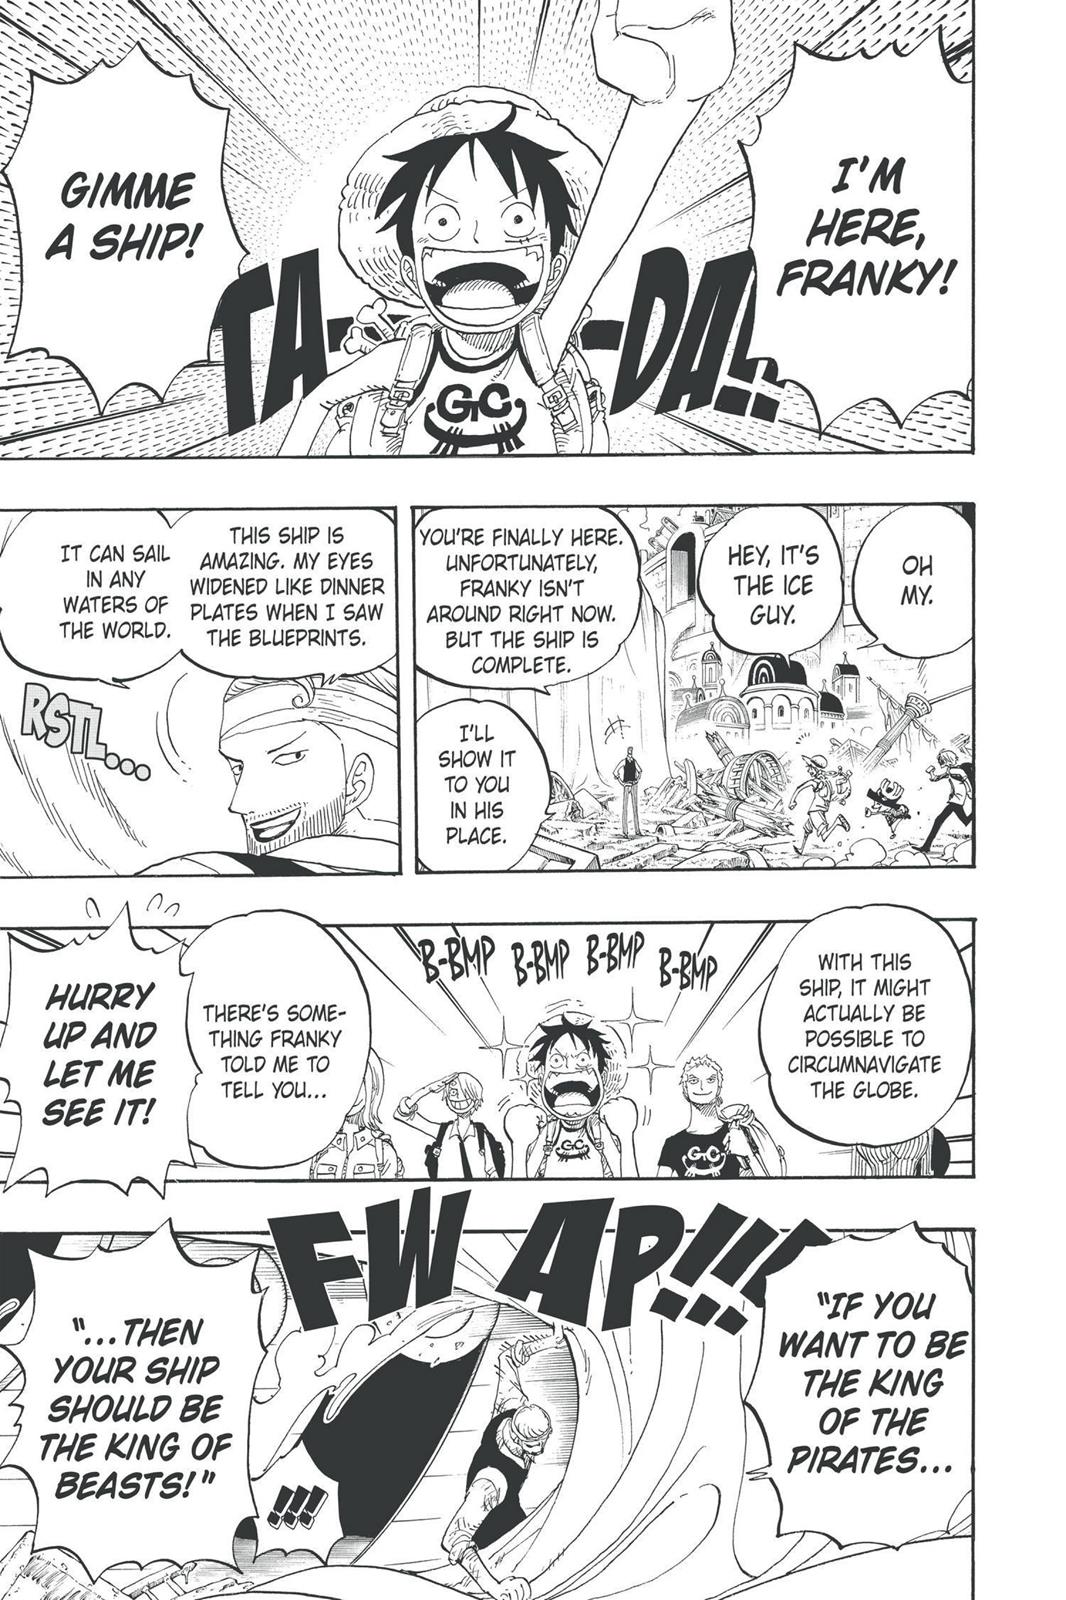 I'M
HERE,
FRANKY!
GIMME
A SHIP!
TA-
-DA!!
GC
OH
MY.
HEY, IT'S
THE ICE
GUY.
YOU'RE FINALLY HERE.
UNFORTUNATELY,
FRANKY ISN'T
AROUND RIGHT NOW.
BUT THE SHIP IS
COMPLETE.
I'LL
SHOW IT
TO YOU
IN HIS
PLACE.
THIS SHIP IS
AMAZING. MY EYES
WIDENED LIKE DINNER
PLATES WHEN I SAW
THE BLUEPRINTS.
IT CAN SAIL
IN ANY
WATERS OF
THE WORLD.
RSTL...
WITH THIS
SHIP, IT MIGHT
ACTUALLY BE
POSSIBLE TO
CIRCUMNAVIGATE
THE GLOBE.
B-BMP
B-BMP
B-BMP
B-BMP
GC
GC
THERE'S SOME-
THING FRANKY
TOLD ME TO
TELL YOU...
HURRY
UP AND
LET ME
SEE IT!
FWAP!!!
"IF YOU
WANT TO BE
THE KING
OF THE
PIRATES...
"...THEN
YOUR SHIP
SHOULD BE
THE KING OF
BEASTS!"
!!!